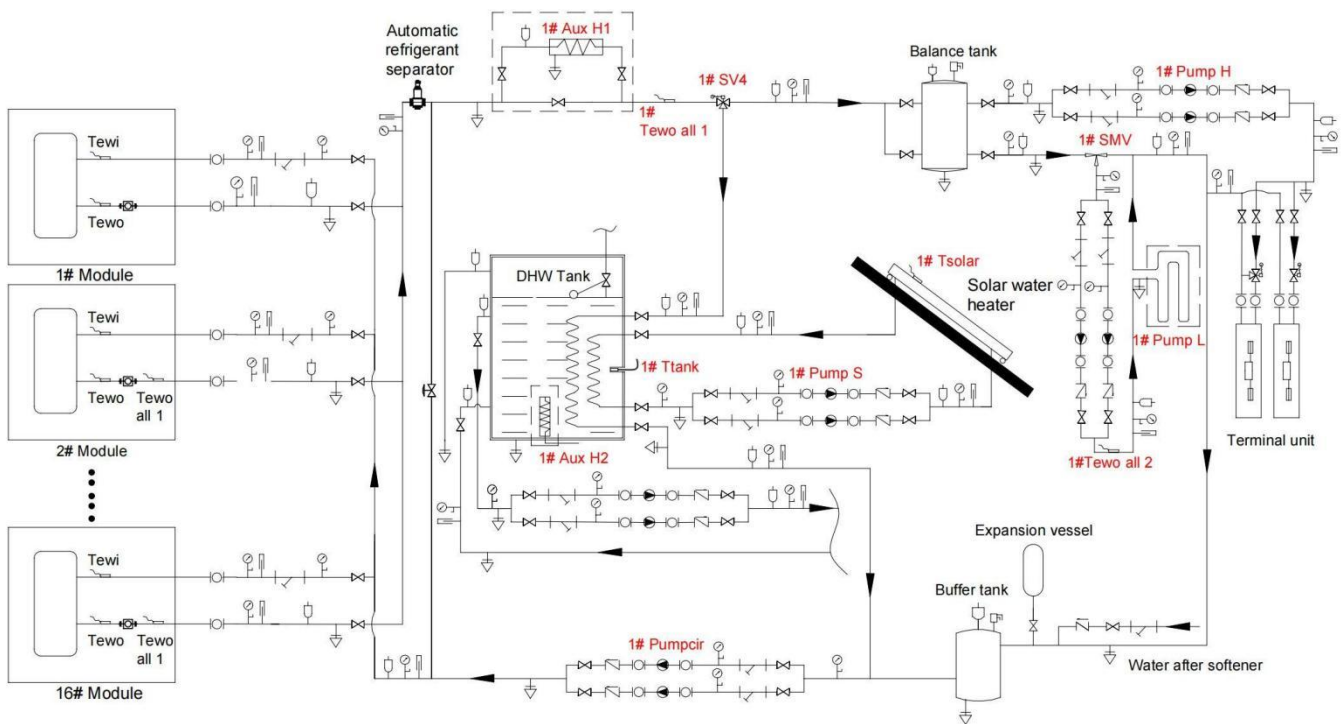 Automatic
refrigerant
separator
1# Aux H1
1# SV4
1#
Tewo all 1
Balance tank
1# Pump H
1# SMV
Tewi
Tewo
1# Module
Tewi
Tewo
Tewo
all 1
2# Module
Tewi
Tewo
Tewo
all 1
16# Module
DHW Tank
1# Tsolar
Solar water
heater
1# Ttank
1# Pump S
1# Aux H2
1# Pump L
1#Tewo all 2
Terminal unit
Expansion vessel
Buffer tank
Water after softener
1# Pumpcir